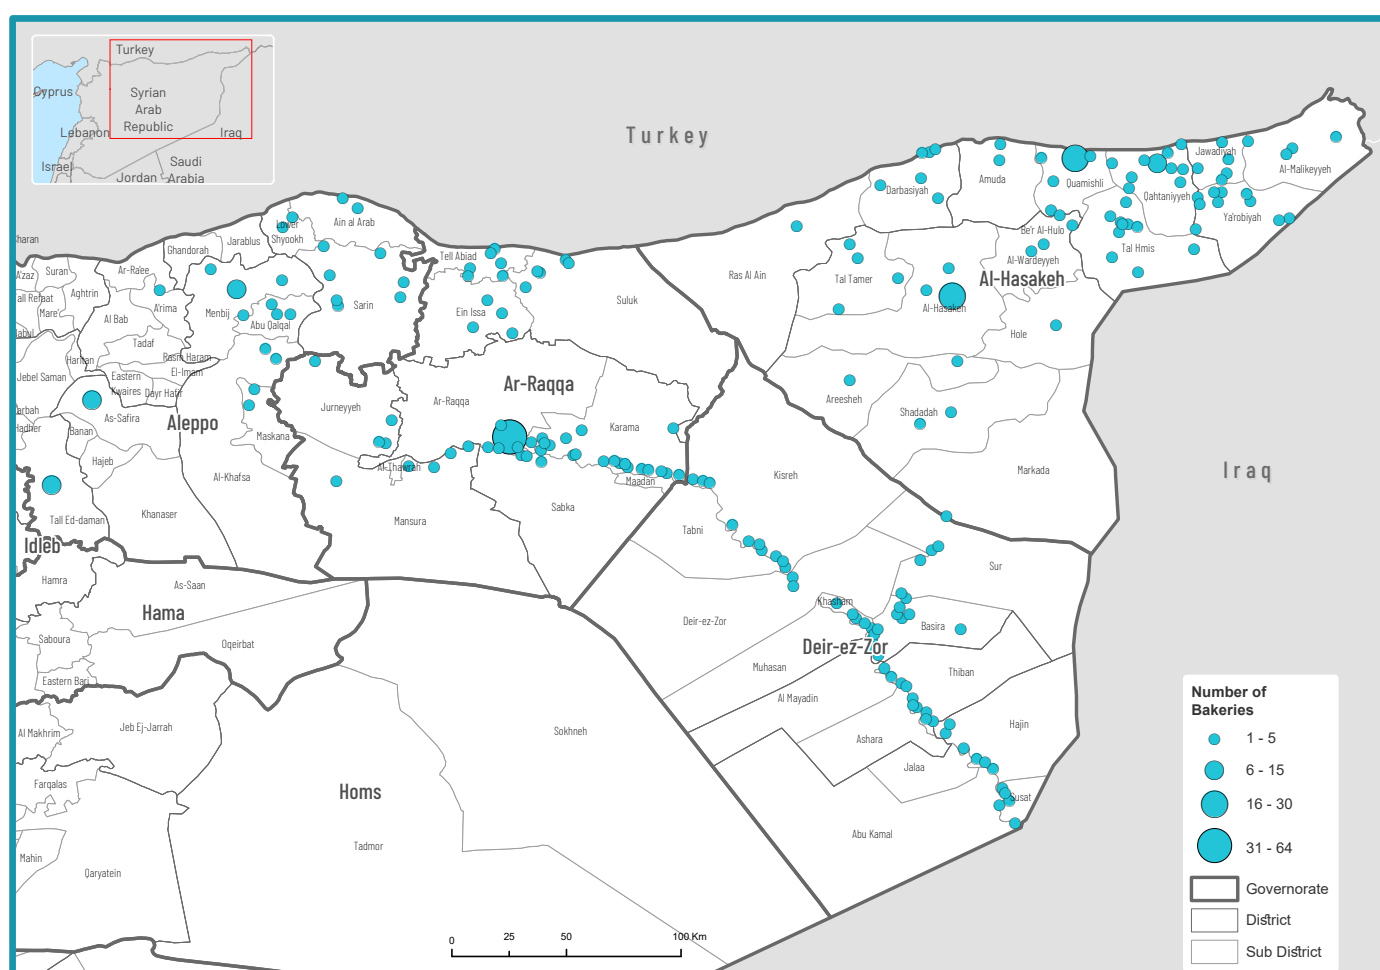 Turkey
Cyprus
Syrian
Arab
Republic
Lebanon
Iraq
Israel
Saudi
Jordan
Arabia
Turkey
Iraq
Jawadiyah
Al-Malikeyyeh
Amuda
Quamishli
Darbasiyah
Qahtaniyyeh
Ya'robiyah
Be'r Al-Hulo
Tal Hmis
Al-Wardeyyeh
Al-Hasakeh
Ras Al Ain
Tal Tamer
Al-Hasakeh
Hole
Areesheh
Shadadah
Markada
Lower
Shyookh
Ain al Arab
Jarablus
Ghandorah
Tell Abiad
charan
A'zaz
Suran
Ar-Ra'ee
Aghtrin
A'rima
Menbij
Abu Qalqal
Sarin
Ein Issa
Suluk
Mare'
Al Bab
Tadaf
Haritan
Rasm Haram
El-Imam
Jebel Saman
Eastern
Kwaires
Dayr Hafir
As-Safira
Aleppo
Banan
Hajeb
Maskana
Al-Khafsa
Khanaser
Tall Ed-daman
Idleb
Jurneyyeh
Ar-Raqqa
Ar-Raqqa
Karama
Al-Thawrah
Maadan
Mansura
Sabka
Kisreh
Tabni
Sur
Khasham
Basira
Deir-ez-Zor
Deir-ez-Zor
Muhasan
Thiban
Al Mayadin
Hajin
Ashara
Jalaa
Susat
Abu Kamal
Hamra
As-Saan
Hama
Saboura
Oqeirbat
Eastern Bari
Al Makhrim
Jeb Ej-Jarrah
Sokhneh
Farqalas
Homs
Tadmor
Mahin
Qaryatein
0 25 50 100 Km
Number of
Bakeries
1 - 5
6 - 15
16 - 30
31 - 64
Governorate
District
Sub District